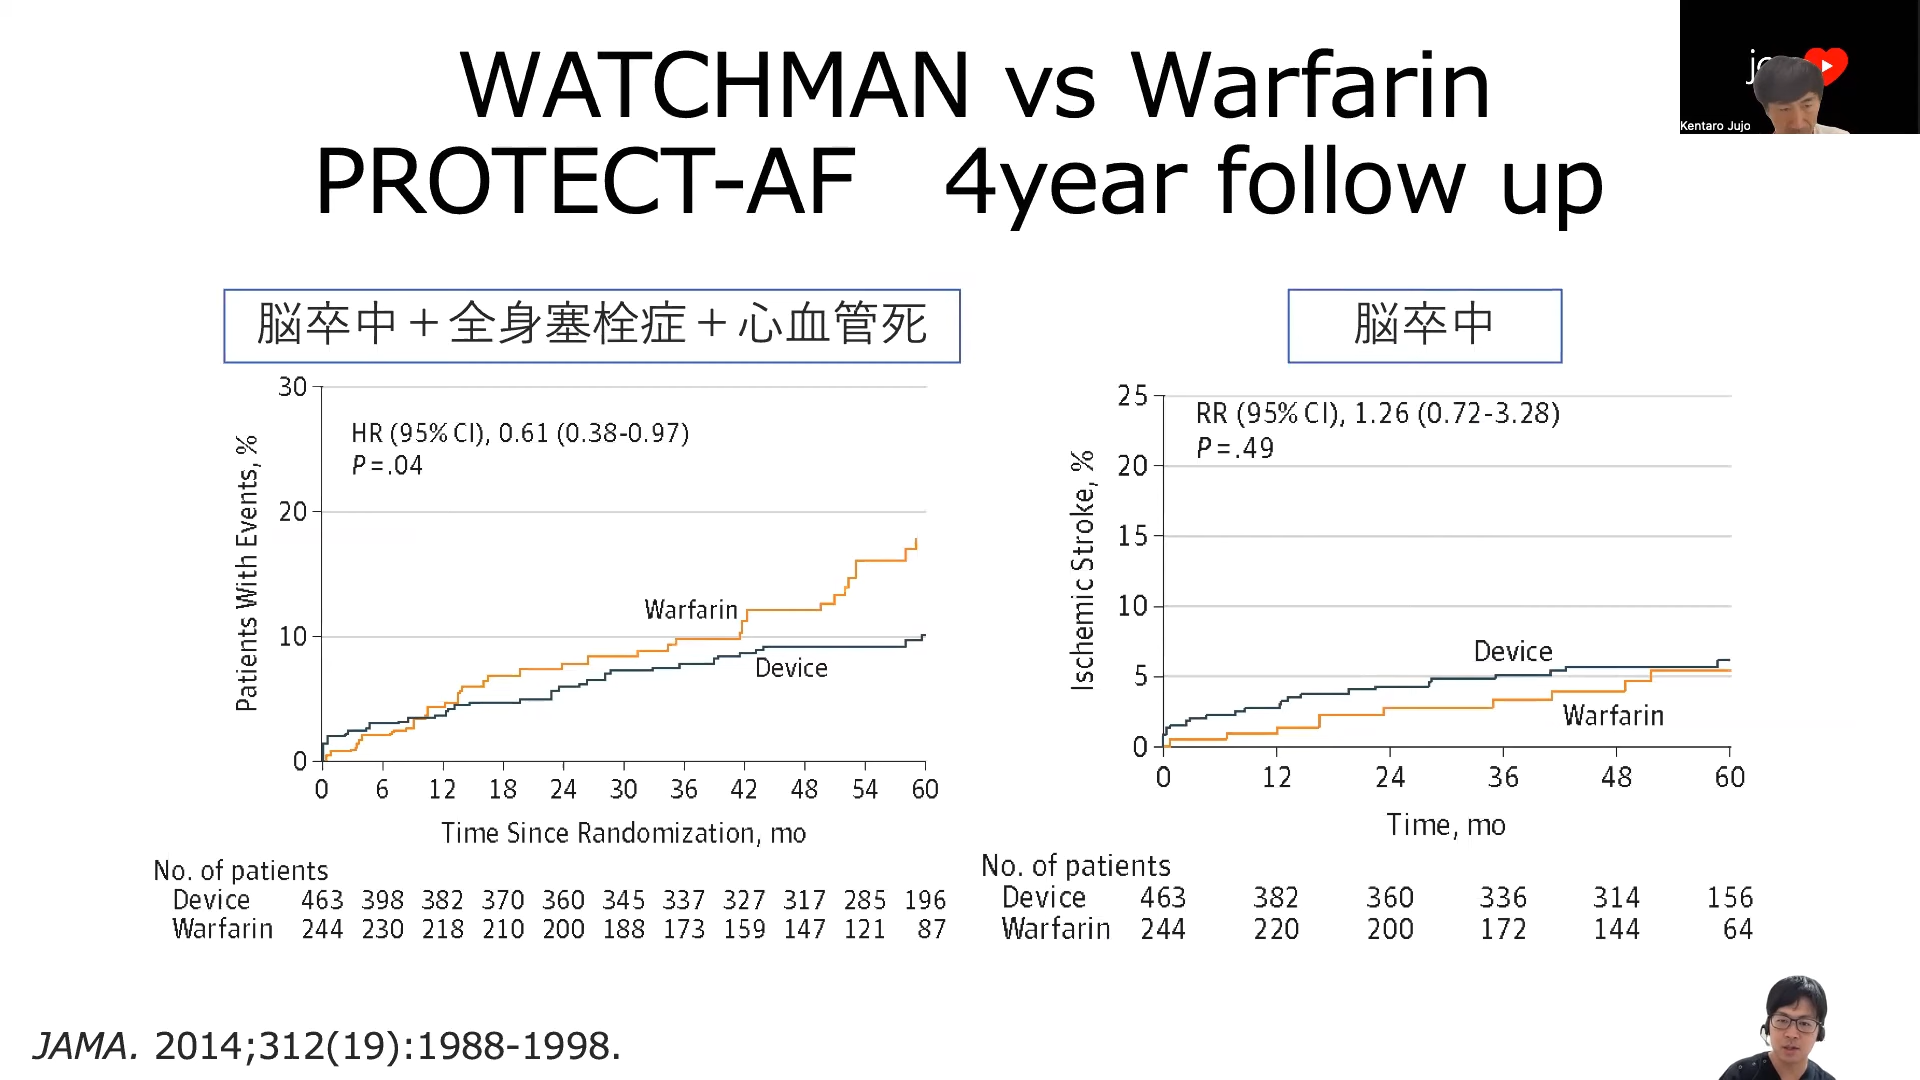 WATCHMAN vs Warfarin
PROTECT-AF 4year follow up
Kentaro Jujo
脳卒中＋全身塞栓症＋心血管死
30
20
10
0
Patients With Events, %
HR (95% CI), 0.61 (0.38-0.97)
P = .04
Warfarin
Device
0 6 12 18 24 30 36 42 48 54 60
Time Since Randomization, mo
No. of patients
Device 463 398 382 370 360 345 337 327 317 285 196
Warfarin 244 230 218 210 200 188 173 159 147 121 87
脳卒中
25
20
15
10
5
0
Ischemic Stroke, %
RR (95% CI), 1.26 (0.72-3.28)
P = .49
Device
Warfarin
0 12 24 36 48 60
Time, mo
No. of patients
Device 463 382 360 336 314 156
Warfarin 244 220 200 172 144 64
JAMA. 2014;312(19):1988-1998.